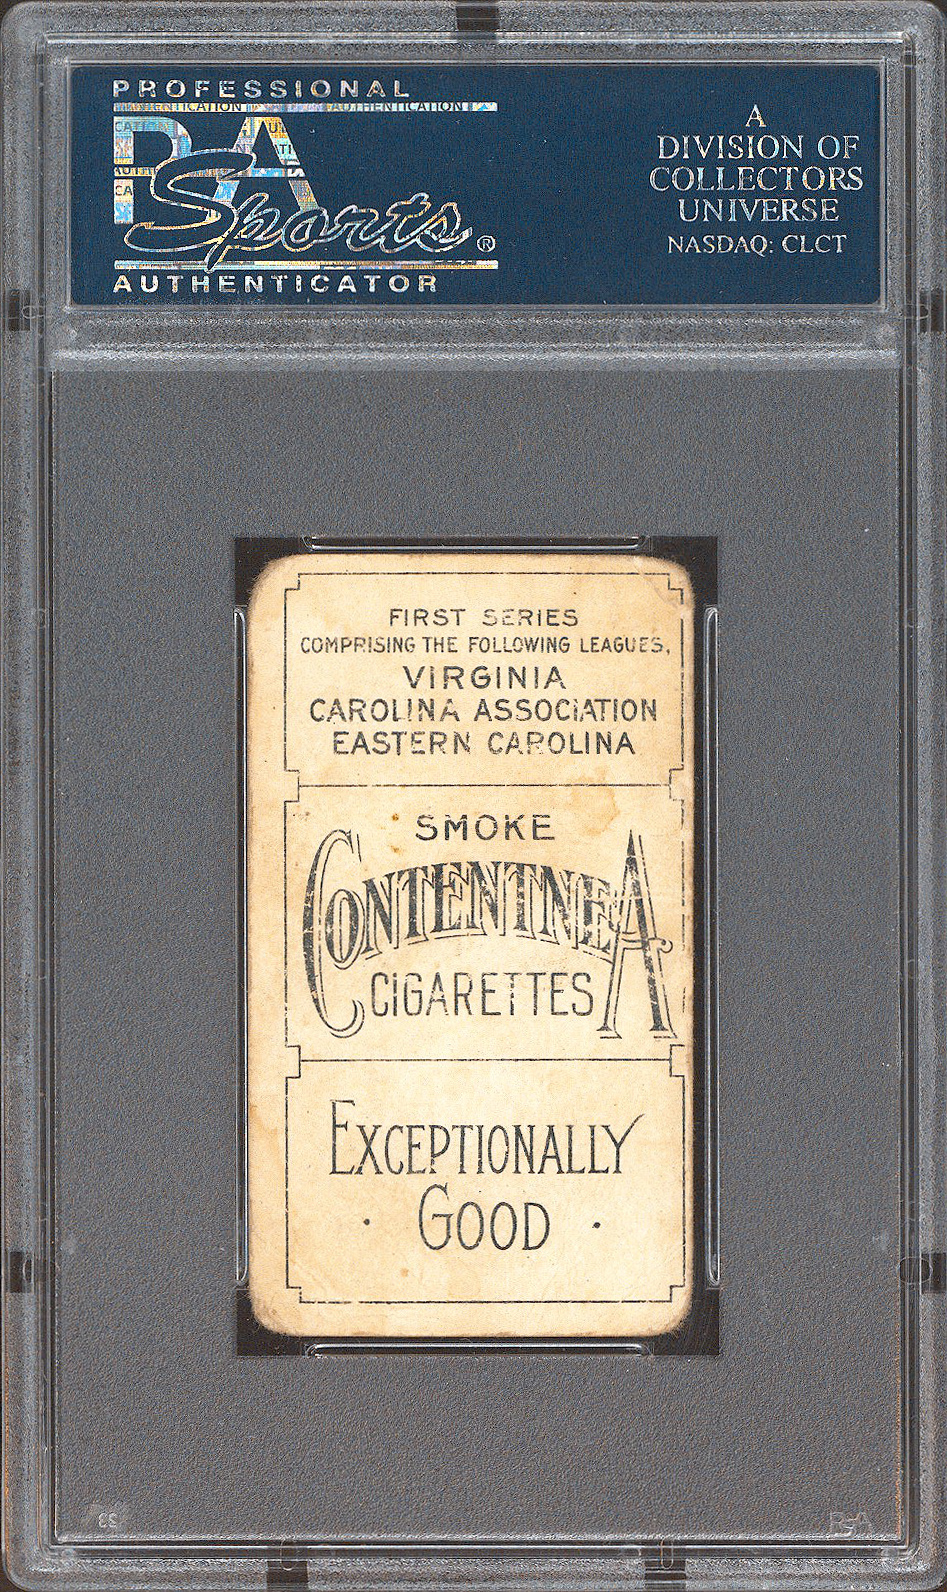 PROFESSIONAL
PSA
Sports®
AUTHENTICATOR
A
DIVISION OF
COLLECTORS
UNIVERSE
NASDAQ: CLCT
FIRST SERIES
COMPRISING THE FOLLOWING LEAGUES,
VIRGINIA
CAROLINA ASSOCIATION
EASTERN CAROLINA
SMOKE
CONTENTNEA
CIGARETTES
EXCEPTIONALLY
· GOOD ·
PSA